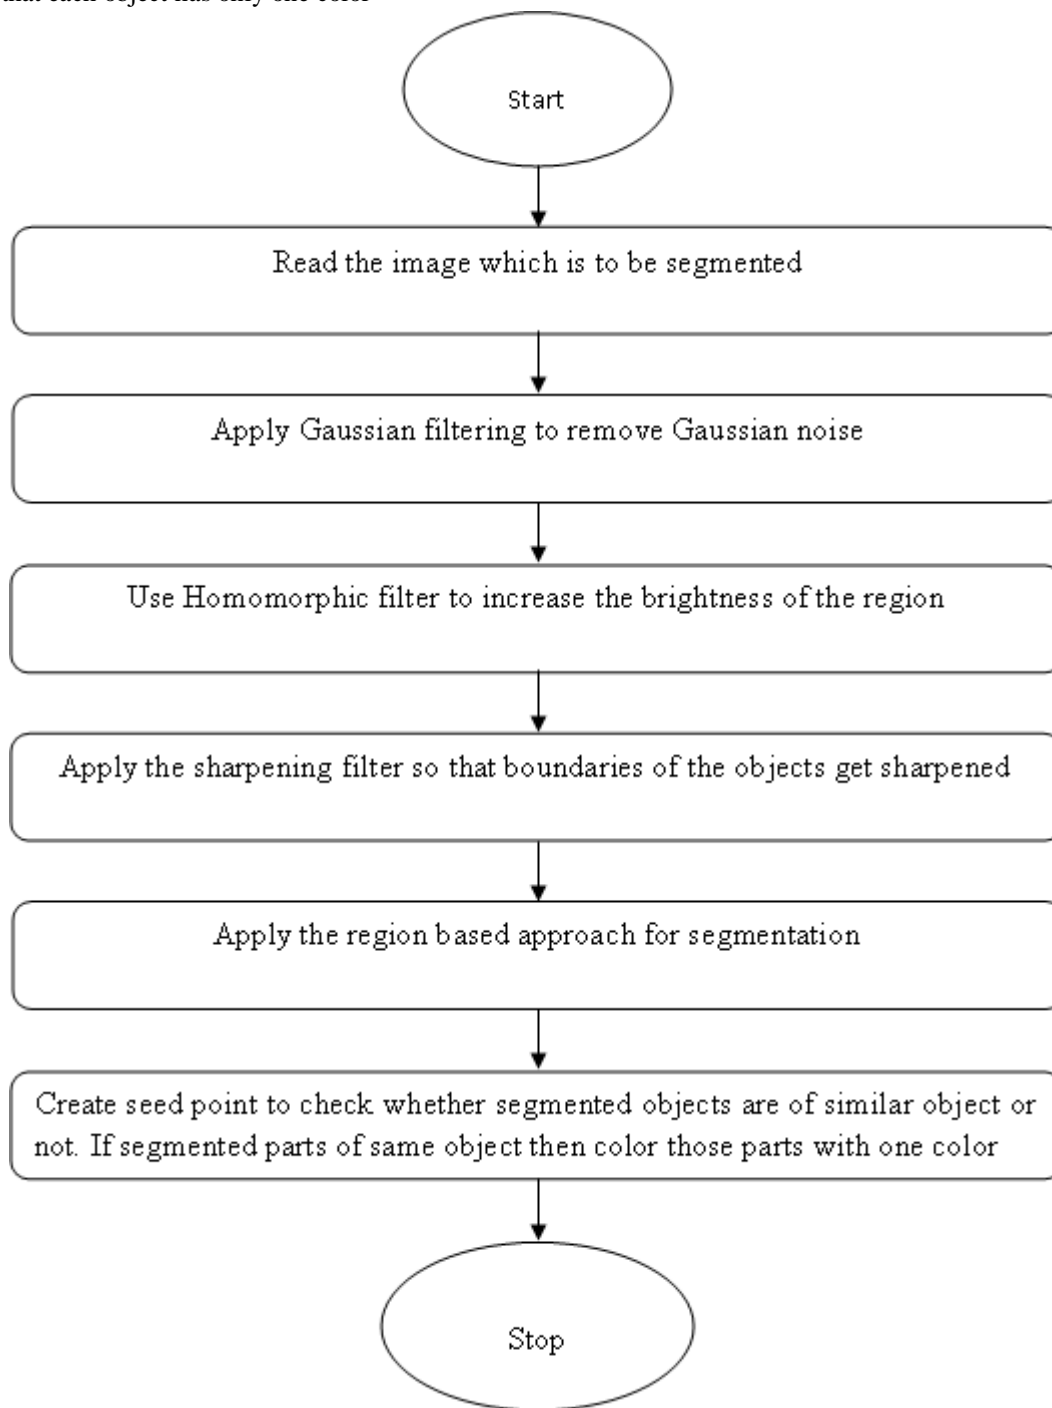 that each object has only one color
Start
Read the image which is to be segmented
Apply Gaussian filtering to remove Gaussian noise
Use Homomorphic filter to increase the brightness of the region
Apply the sharpening filter so that boundaries of the objects get sharpened
Apply the region based approach for segmentation
Create seed point to check whether segmented objects are of similar object or
not. If segmented parts of same object then color those parts with one color
Stop